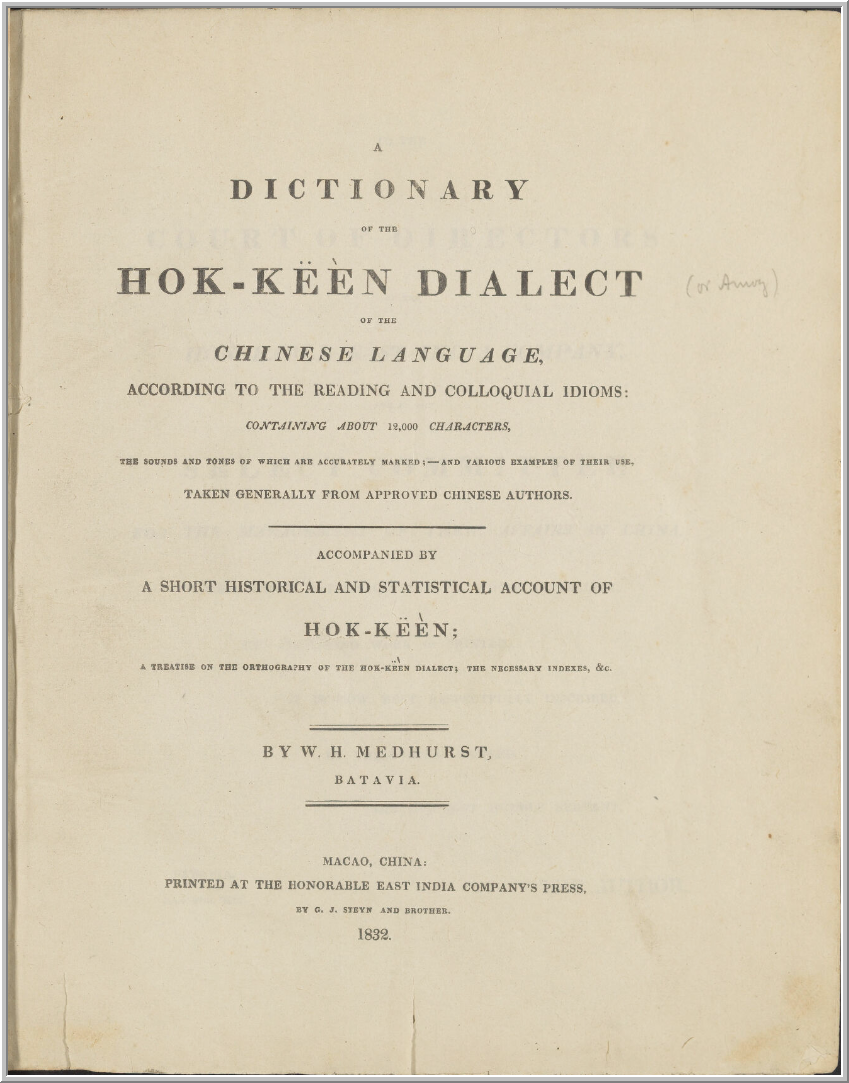 A
DICTIONARY
OF THE
HOK-KËÈN DIALECT (or Amoy)
OF THE
CHINESE LANGUAGE,
ACCORDING TO THE READING AND COLLOQUIAL IDIOMS:
CONTAINING ABOUT 12,000 CHARACTERS,
THE SOUNDS AND TONES OF WHICH ARE ACCURATELY MARKED;—AND VARIOUS EXAMPLES OF THEIR USE,
TAKEN GENERALLY FROM APPROVED CHINESE AUTHORS.
ACCOMPANIED BY
A SHORT HISTORICAL AND STATISTICAL ACCOUNT OF
HOK-KËÈN;
A TREATISE ON THE ORTHOGRAPHY OF THE HOK-KËÈN DIALECT; THE NECESSARY INDEXES, &c.
BY W. H. MEDHURST,
BATAVIA.
MACAO, CHINA:
PRINTED AT THE HONORABLE EAST INDIA COMPANY'S PRESS,
BY G. J. STEYN AND BROTHER.
1832.